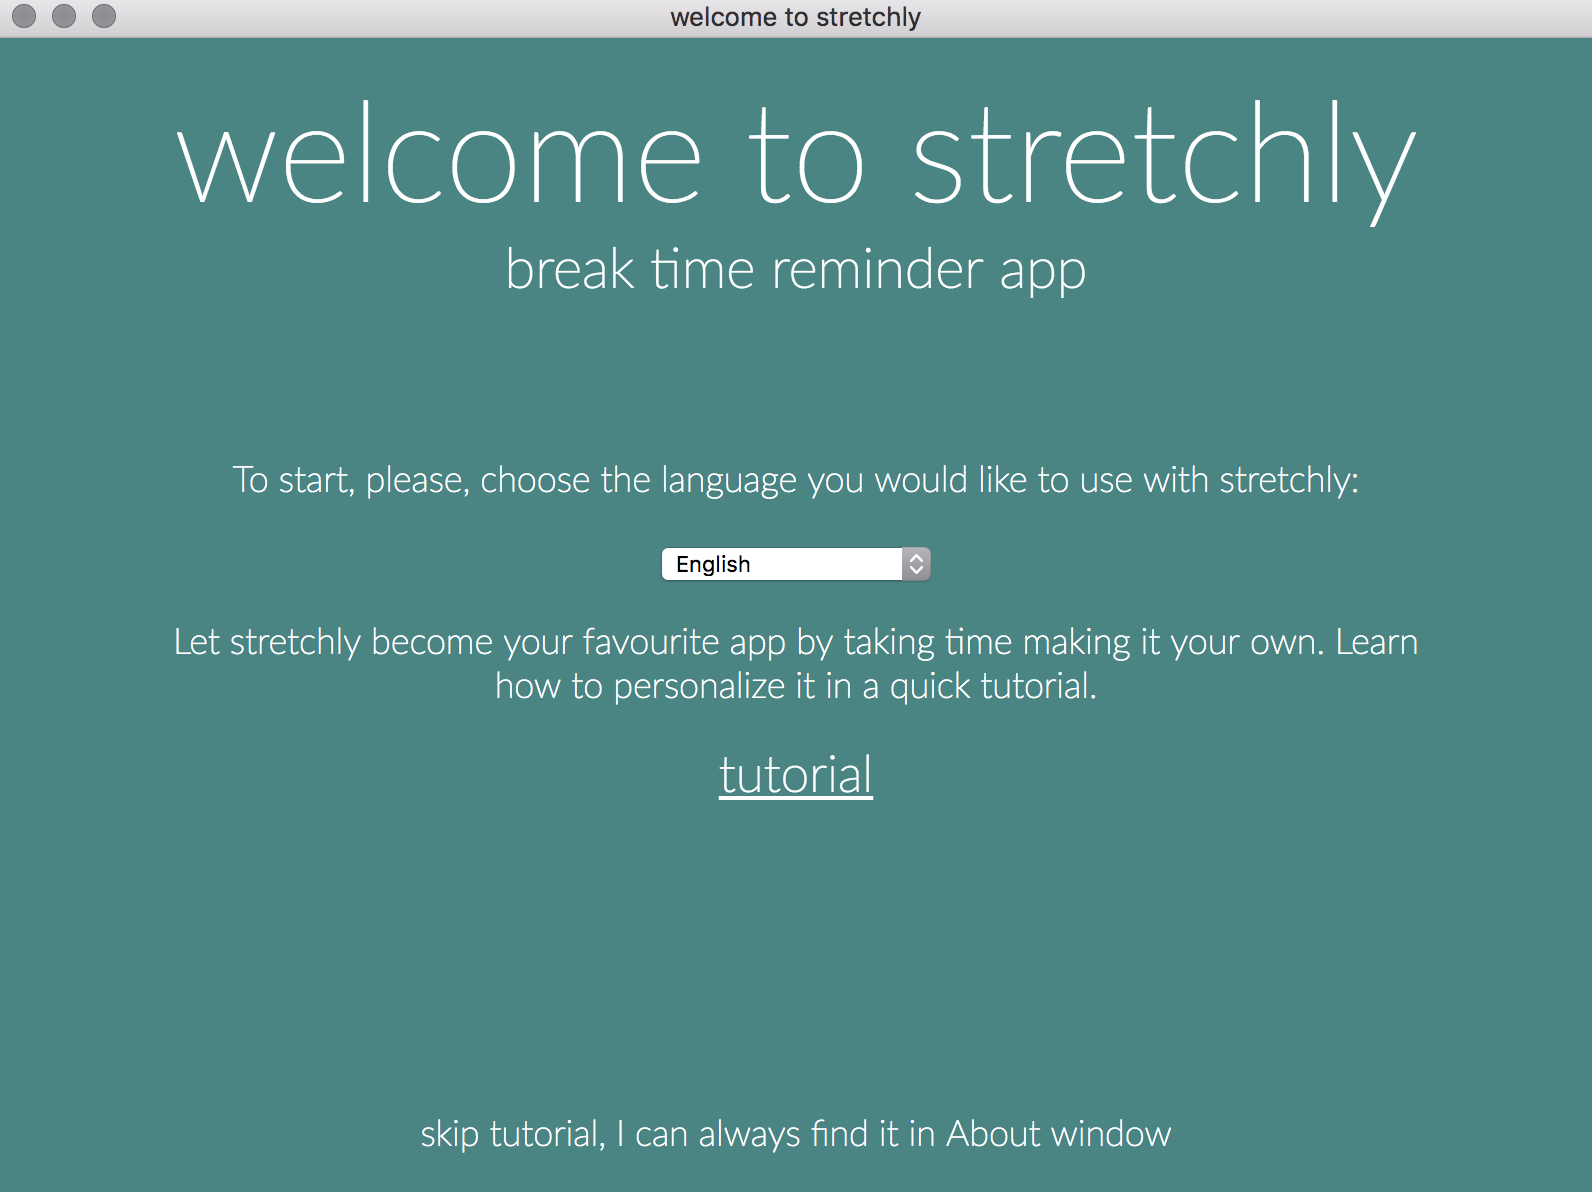 welcome to stretchly
welcome to stretchly
break time reminder app
To start, please, choose the language you would like to use with stretchly:
English
Let stretchly become your favourite app by taking time making it your own. Learn
how to personalize it in a quick tutorial.
tutorial
skip tutorial, I can always find it in About window